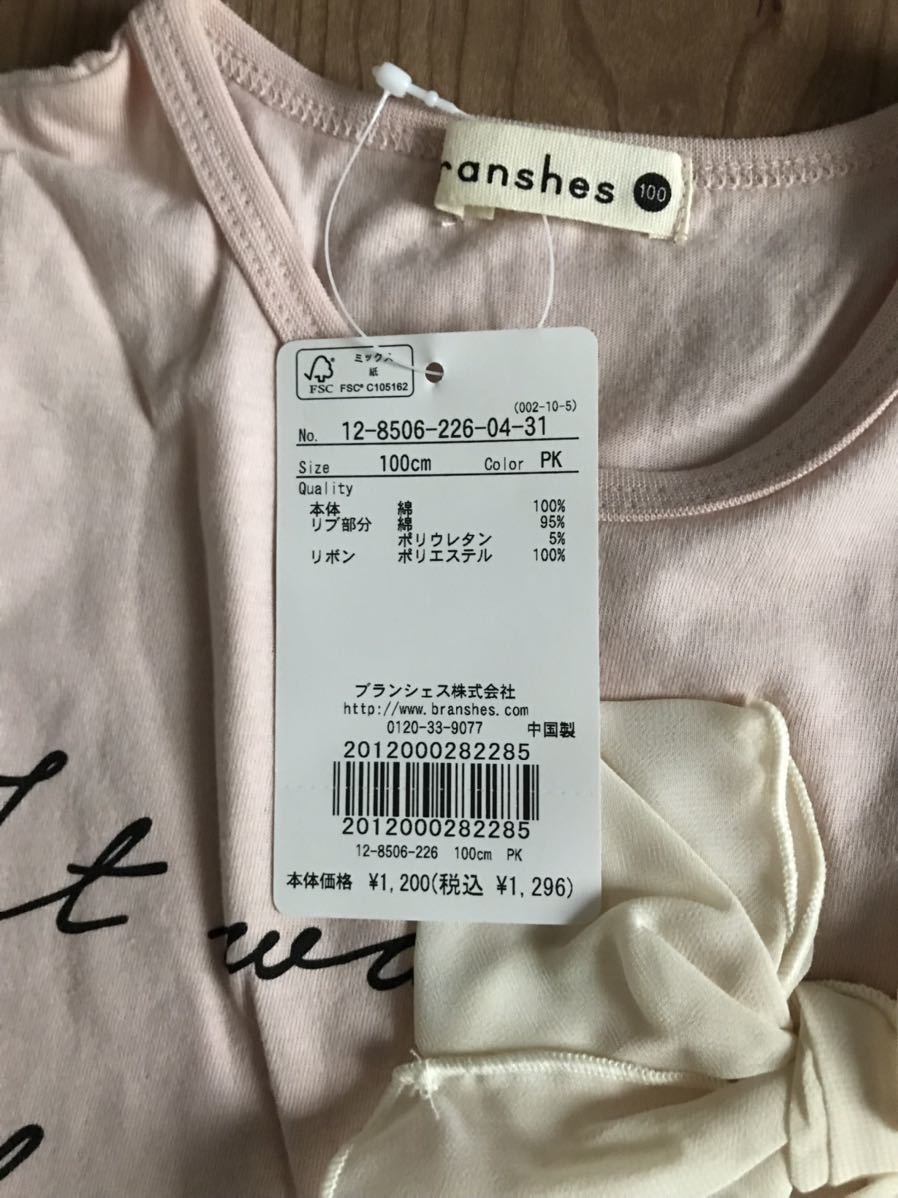 ranshes 100
ミックス
紙
FSC
FSC® C105162
(002-10-5)
No. 12-8506-226-04-31
Size 100cm Color PK
Quality
本体 綿 100%
リブ部分 綿 95%
ポリウレタン 5%
リボン ポリエステル 100%
ブランシェス株式会社
http://www.branshes.com
0120-33-9077 中国製
2012000282285
2012000282285
12-8506-226 100cm PK
本体価格 ¥1,200(税込 ¥1,296)
t wa